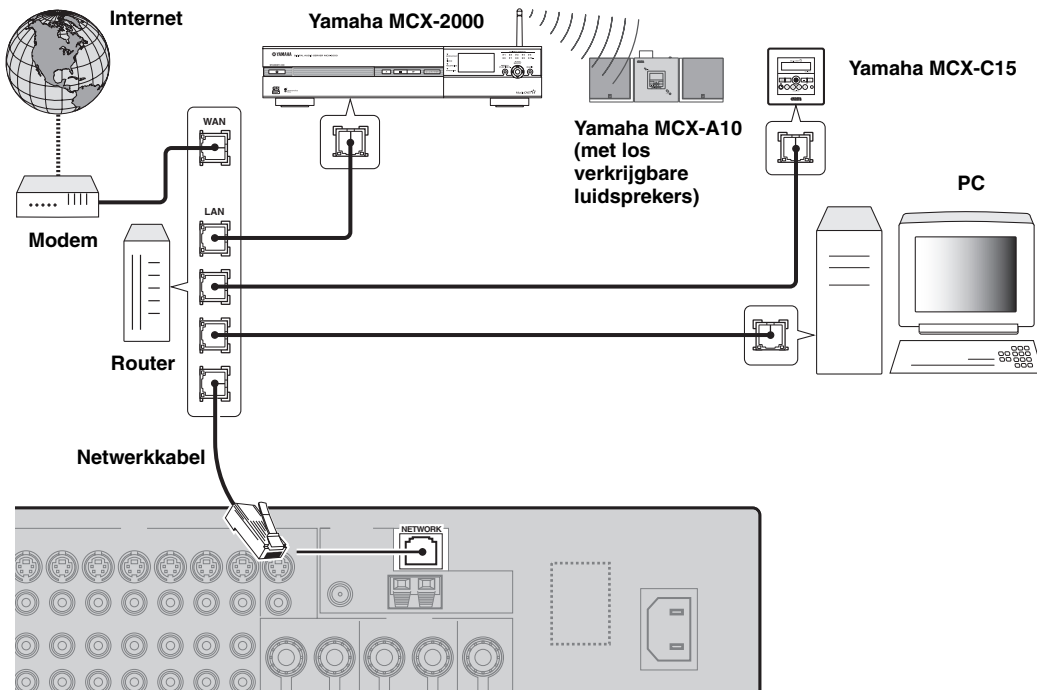 Internet
Yamaha MCX-2000
YAMAHA
Yamaha MCX-C15
Yamaha MCX-A10
(met los
verkrijgbare
luidsprekers)
PC
WAN
LAN
Modem
Router
Netwerkkabel
NETWORK